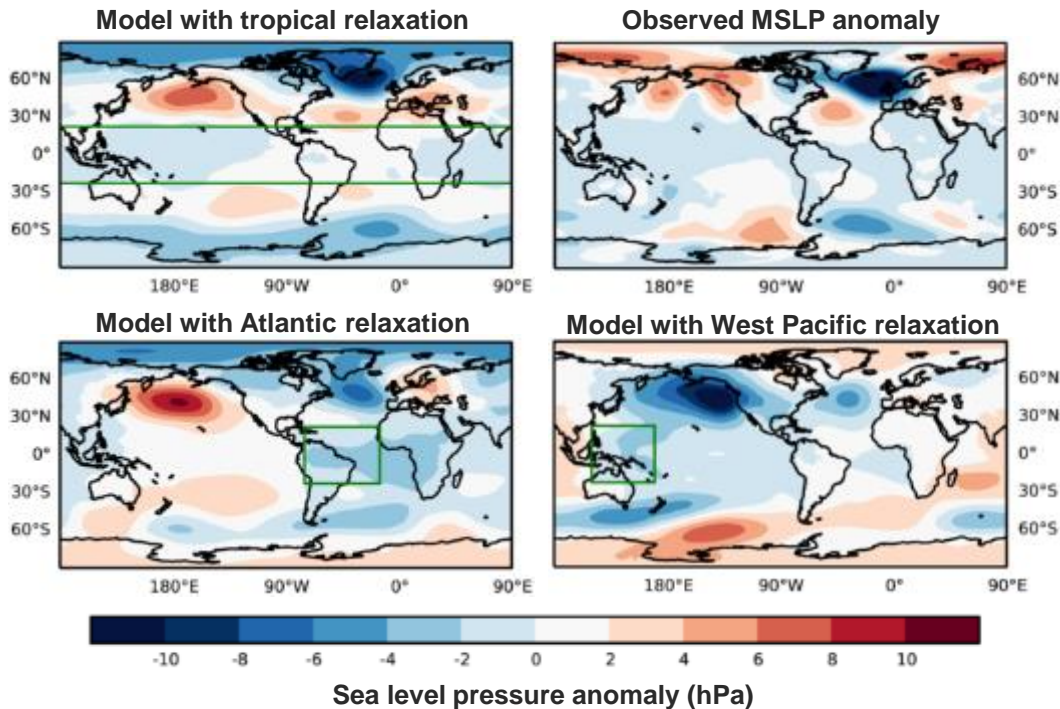 Model with tropical relaxation
Observed MSLP anomaly
60°N
30°N
0°
30°S
60°S
180°E 90°W 0° 90°E
60°N
30°N
0°
30°S
60°S
180°E 90°W 0° 90°E
Model with Atlantic relaxation
Model with West Pacific relaxation
60°N
30°N
0°
30°S
60°S
180°E 90°W 0° 90°E
60°N
30°N
0°
30°S
60°S
180°E 90°W 0° 90°E
-10 -8 -6 -4 -2 0 2 4 6 8 10
Sea level pressure anomaly (hPa)